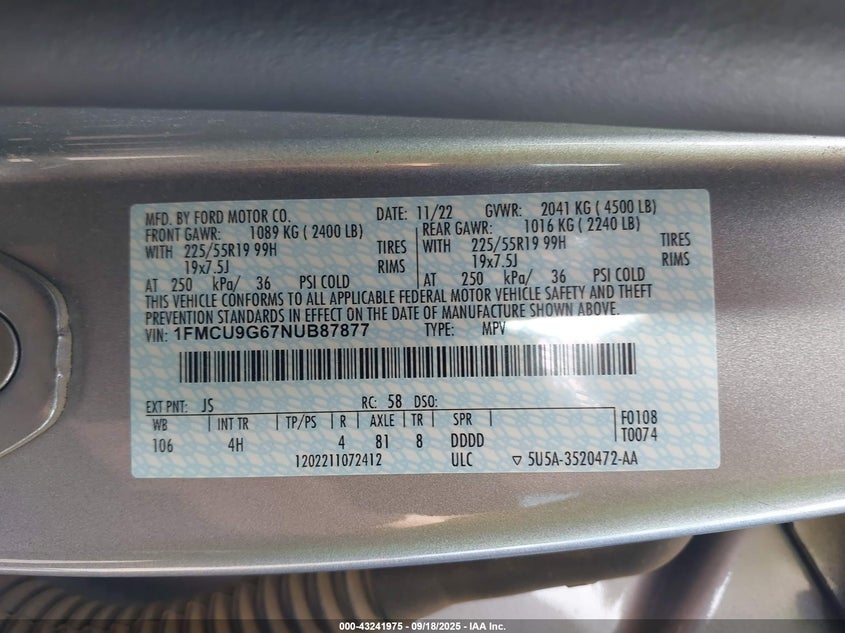 MFD. BY FORD MOTOR CO. DATE: 11/22 GVWR: 2041 KG ( 4500 LB)
FRONT GAWR: 1089 KG ( 2400 LB) REAR GAWR: 1016 KG ( 2240 LB)
WITH 225/55R19 99H TIRES WITH 225/55R19 99H TIRES
19x7.5J RIMS 19x7.5J RIMS
AT 250 kPa/ 36 PSI COLD AT 250 kPa/ 36 PSI COLD
THIS VEHICLE CONFORMS TO ALL APPLICABLE FEDERAL MOTOR VEHICLE SAFETY AND THEFT
PREVENTION STANDARDS IN EFFECT ON THE DATE OF MANUFACTURE SHOWN ABOVE.
VIN: 1FMCU9G67NUB87877 TYPE: MPV
EXT PNT: JS RC: 58 DSO:
WB INT TR TP/PS R AXLE TR SPR F0108
106 4H 4 81 8 DDDD T0074
1202211072412 ULC ▽ 5U5A-3520472-AA
000-43241975 - 09/18/2025 - IAA Inc.